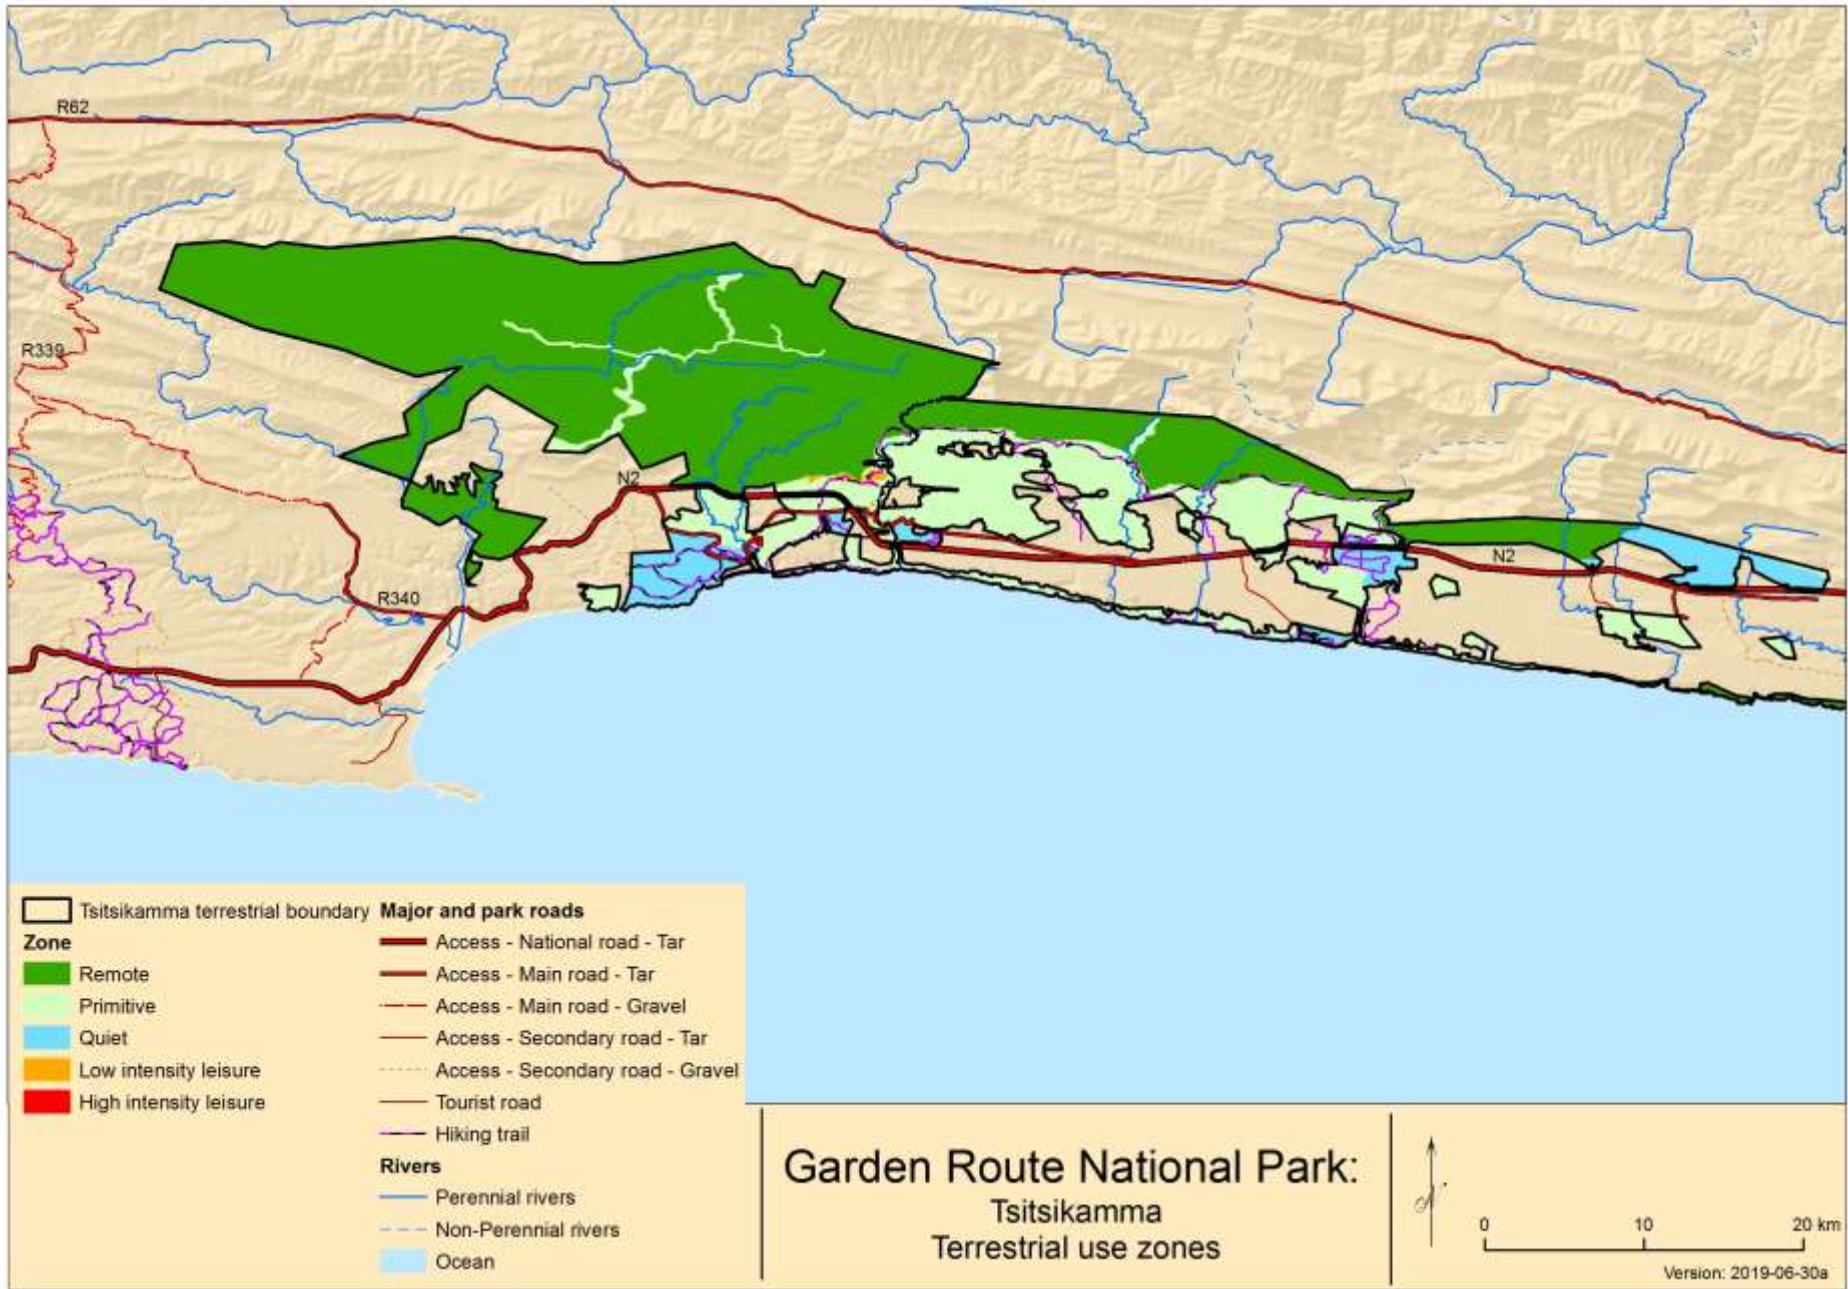 R62
R339
N2
N2
R340
Tsitsikamma terrestrial boundary
Zone
Remote
Primitive
Quiet
Low intensity leisure
High intensity leisure
Major and park roads
Access - National road - Tar
Access - Main road - Tar
Access - Main road - Gravel
Access - Secondary road - Tar
Access - Secondary road - Gravel
Tourist road
Hiking trail
Rivers
Perennial rivers
Non-Perennial rivers
Ocean
Garden Route National Park:
Tsitsikamma
Terrestrial use zones
N
0 10 20 km
Version: 2019-06-30a